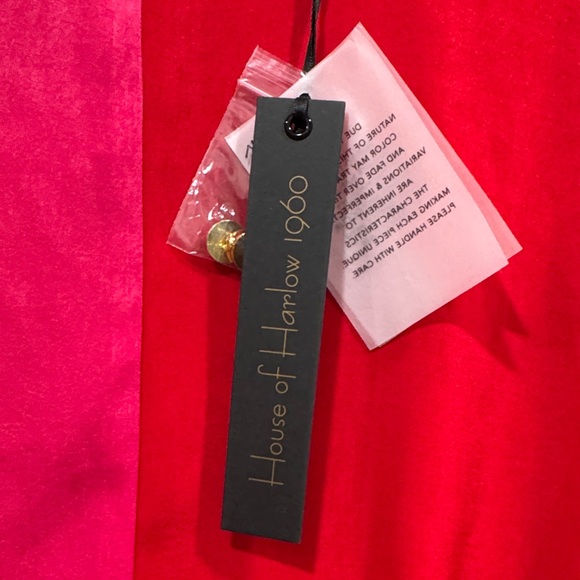 House of Harlow 1960
DUE
NATURE OF
COLOR MAY
AND FADE OVER
VARIATIONS &
ARE INHERENT TO
THE CHARACTERISTICS
MAKING EACH PIECE UNIQUE
PLEASE HANDLE WITH CARE